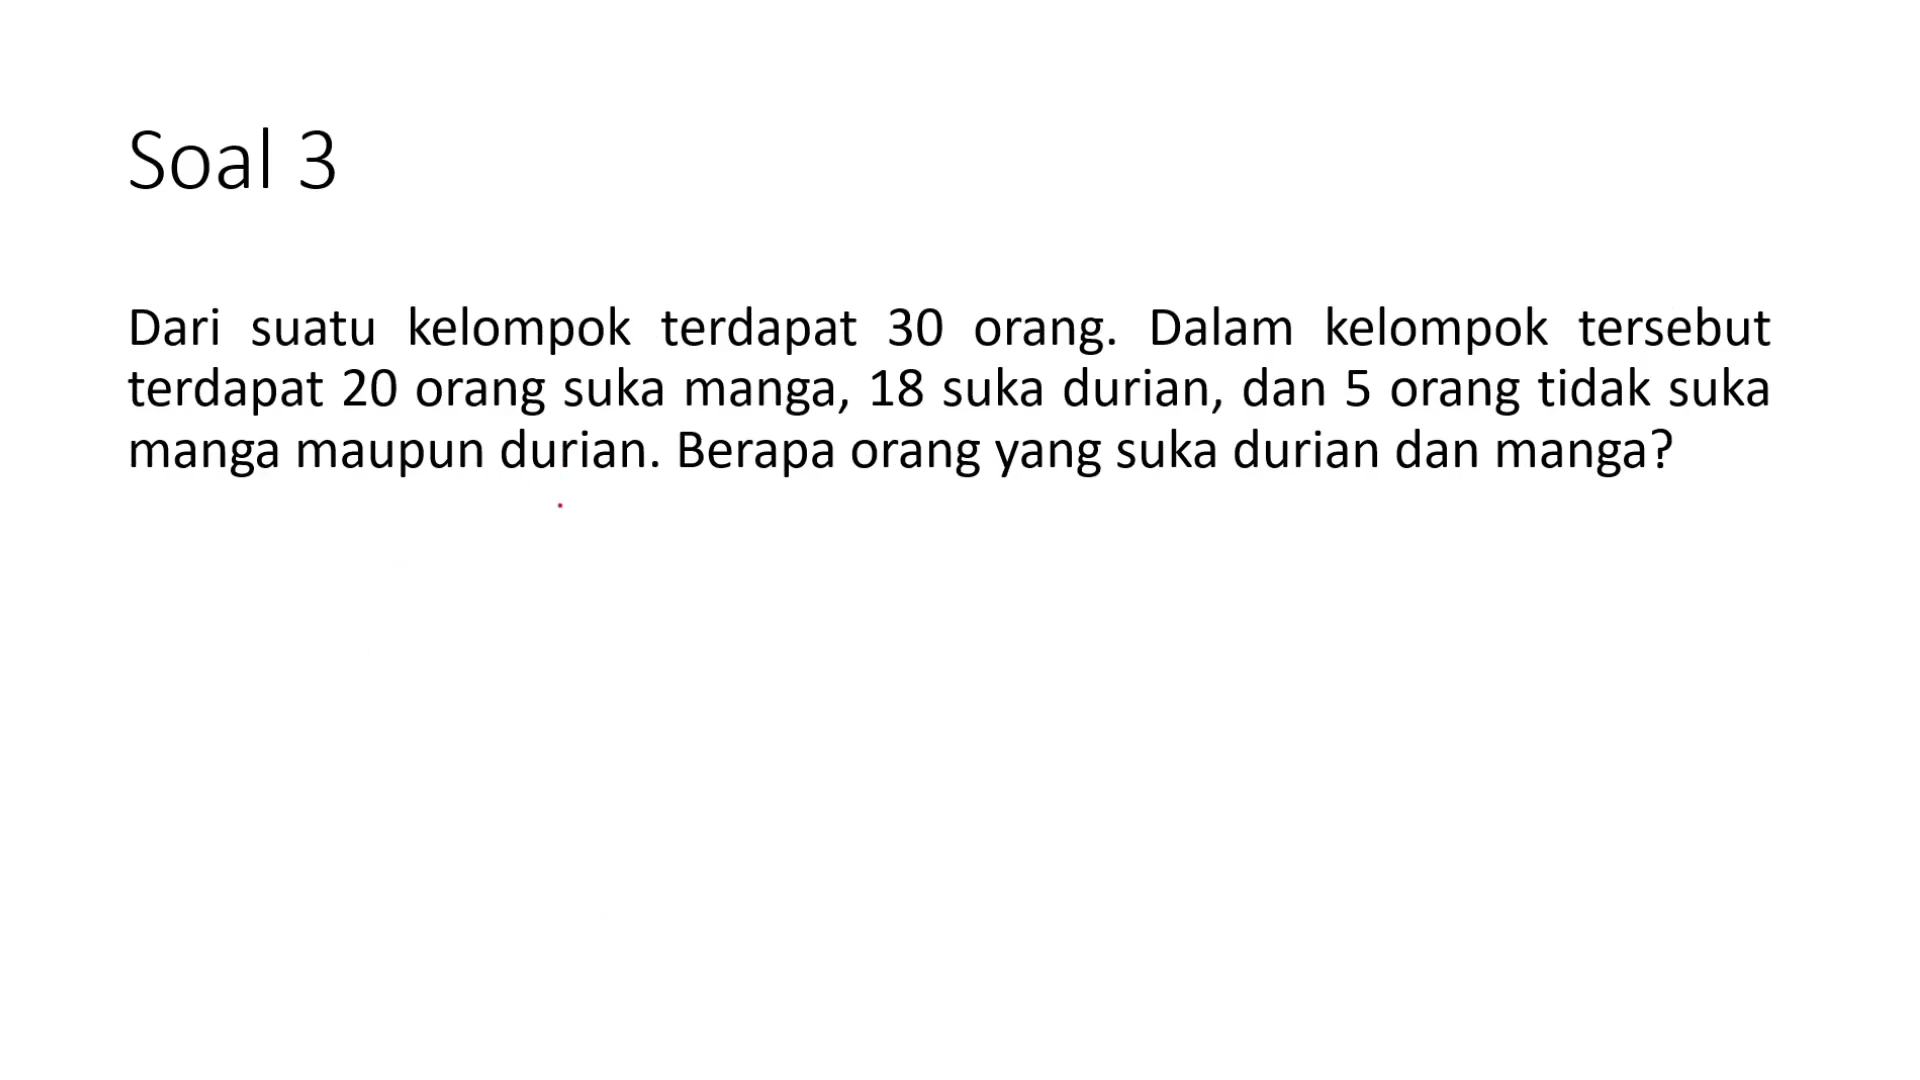 Soal 3
Dari suatu kelompok terdapat 30 orang. Dalam kelompok tersebut
terdapat 20 orang suka manga, 18 suka durian, dan 5 orang tidak suka
manga maupun durian. Berapa orang yang suka durian dan manga?